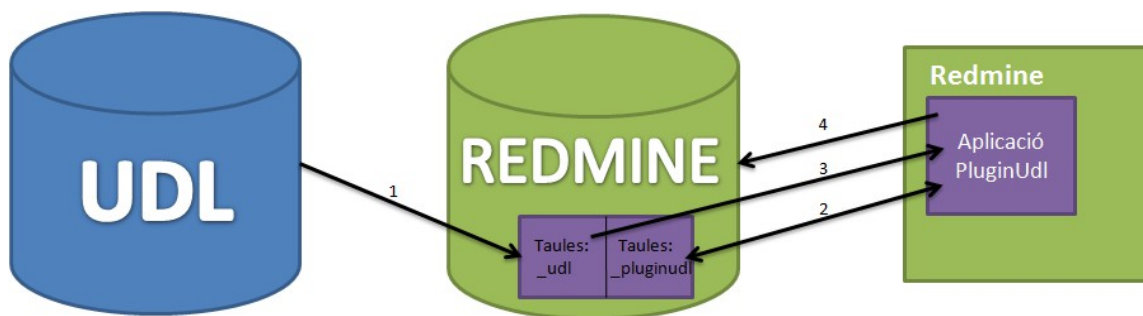 UDL
1
REDMINE
Taules:
_udl
Taules:
_pluginudl
4
3
2
Redmine
Aplicació
PluginUdl